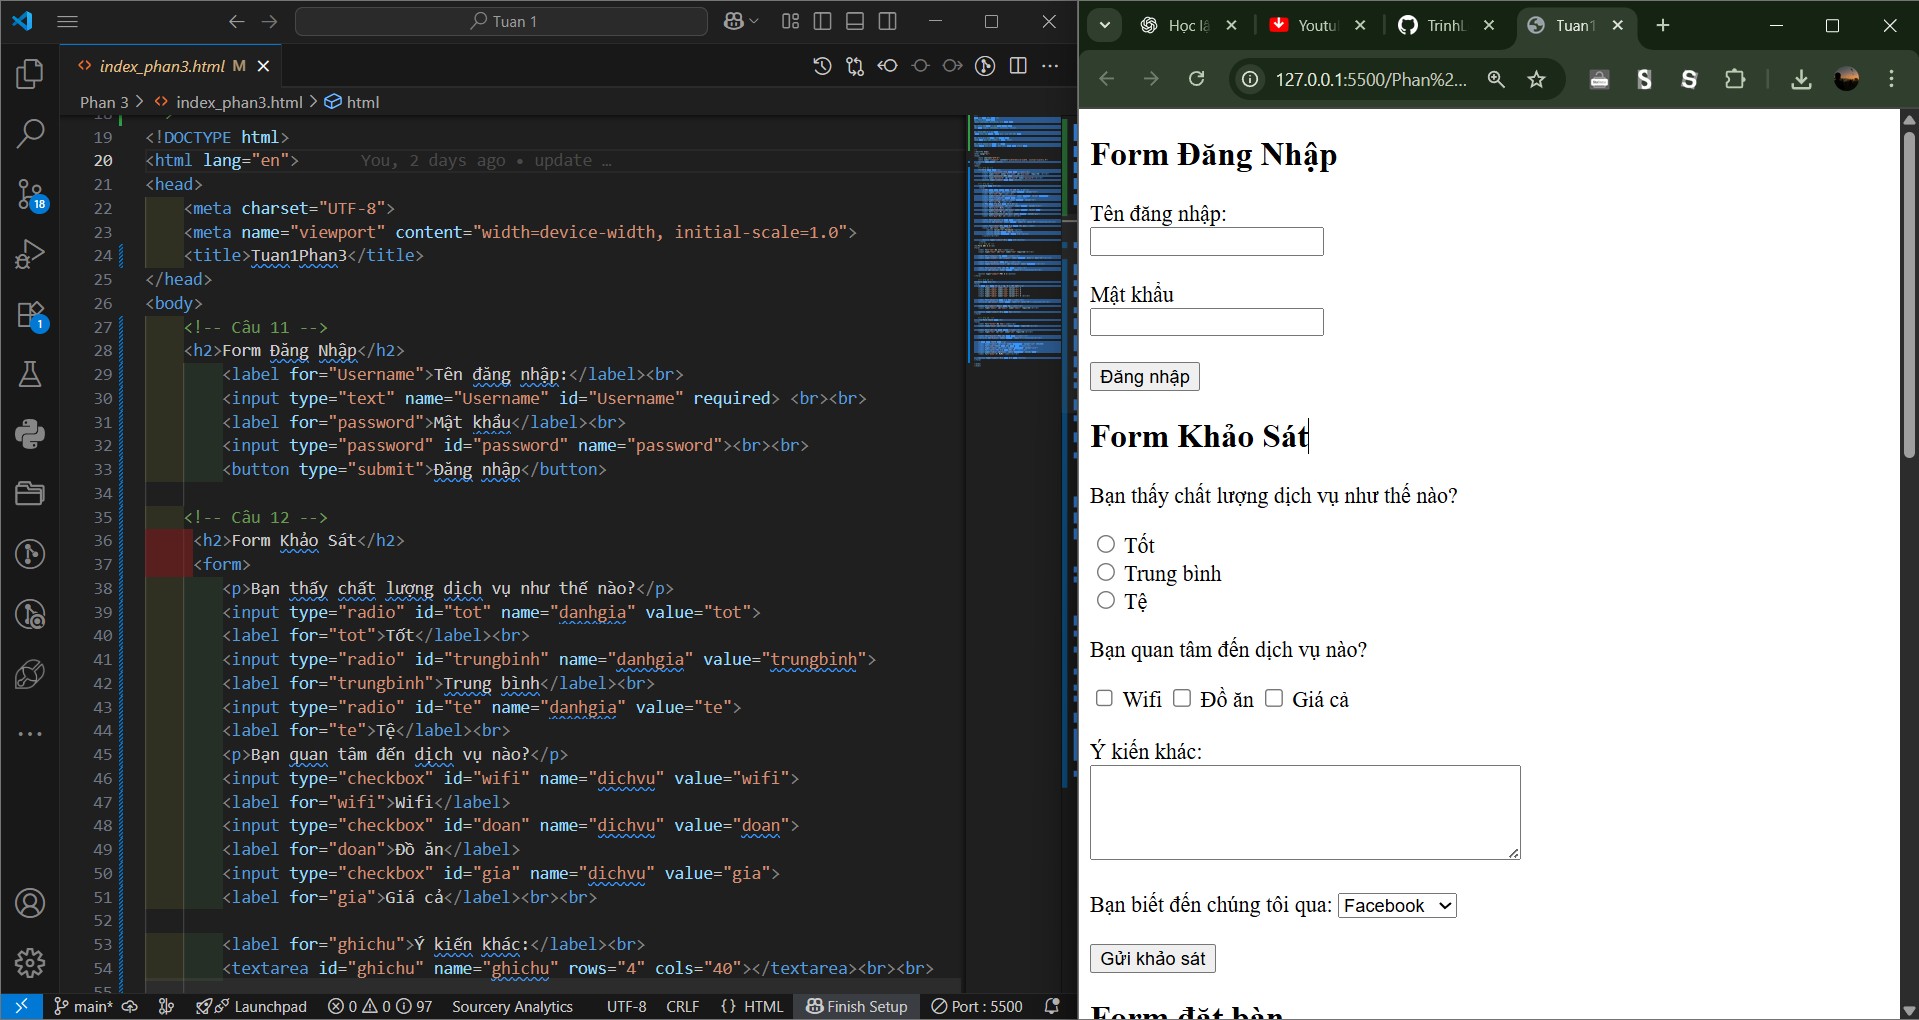 Tuan 1
index_phan3.html M
Phan 3 > index_phan3.html > html
18
19 <!DOCTYPE html>
20 <html lang="en"> You, 2 days ago • update …
21 <head>
22 <meta charset="UTF-8">
23 <meta name="viewport" content="width=device-width, initial-scale=1.0">
24 <title>Tuan1Phan3</title>
25 </head>
26 <body>
27 <!-- Câu 11 -->
28 <h2>Form Đăng Nhập</h2>
29 <label for="Username">Tên đăng nhập:</label><br>
30 <input type="text" name="Username" id="Username" required> <br><br>
31 <label for="password">Mật khẩu</label><br>
32 <input type="password" id="password" name="password"><br><br>
33 <button type="submit">Đăng nhập</button>
34
35 <!-- Câu 12 -->
36 <h2>Form Khảo Sát</h2>
37 <form>
38 <p>Bạn thấy chất lượng dịch vụ như thế nào?</p>
39 <input type="radio" id="tot" name="danhgia" value="tot">
40 <label for="tot">Tốt</label><br>
41 <input type="radio" id="trungbinh" name="danhgia" value="trungbinh">
42 <label for="trungbinh">Trung bình</label><br>
43 <input type="radio" id="te" name="danhgia" value="te">
44 <label for="te">Tệ</label><br>
45 <p>Bạn quan tâm đến dịch vụ nào?</p>
46 <input type="checkbox" id="wifi" name="dichvu" value="wifi">
47 <label for="wifi">Wifi</label>
48 <input type="checkbox" id="doan" name="dichvu" value="doan">
49 <label for="doan">Đồ ăn</label>
50 <input type="checkbox" id="gia" name="dichvu" value="gia">
51 <label for="gia">Giá cả</label><br><br>
52
53 <label for="ghichu">Ý kiến khác:</label><br>
54 <textarea id="ghichu" name="ghichu" rows="4" cols="40"></textarea><br><br>
55
18
1
main* Launchpad 0 0 97 Sourcery Analytics UTF-8 CRLF {} HTML Finish Setup Port : 5500
Học lậ Youtu TrinhL Tuan1
127.0.0.1:5500/Phan%2...
Form Đăng Nhập
Tên đăng nhập:
Mật khẩu
Đăng nhập
Form Khảo Sát
Bạn thấy chất lượng dịch vụ như thế nào?
Tốt
Trung bình
Tệ
Bạn quan tâm đến dịch vụ nào?
Wifi Đồ ăn Giá cả
Ý kiến khác:
Bạn biết đến chúng tôi qua: Facebook
Gửi khảo sát
Form đặt bàn